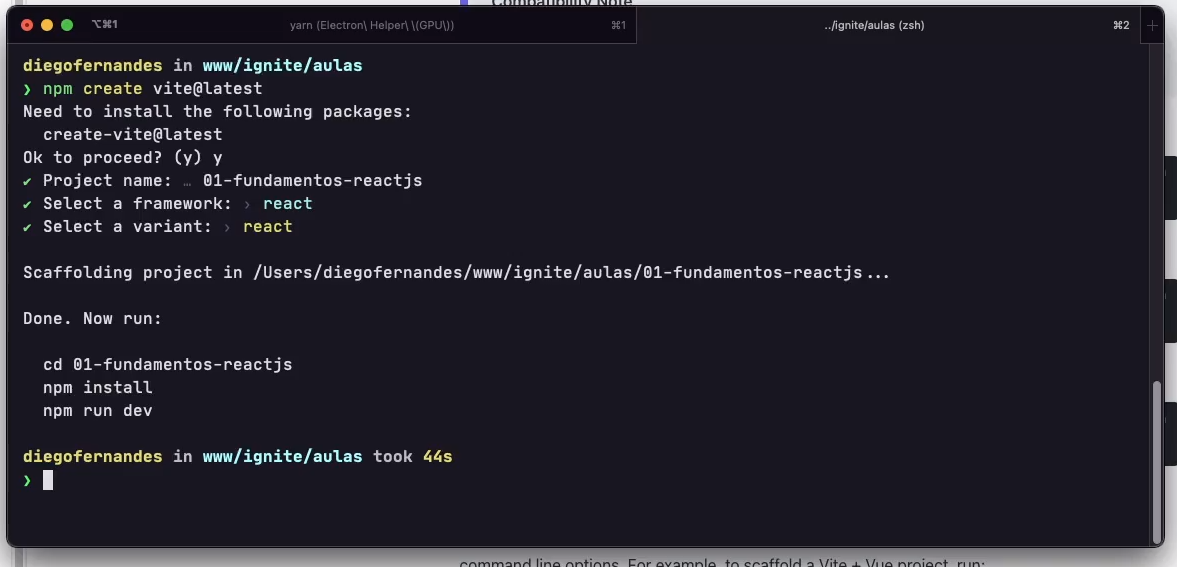 Compatibility Note
⌥⌘1
yarn (Electron\ Helper\ \(GPU\))
⌘1
../ignite/aulas (zsh)
⌘2
diegofernandes in www/ignite/aulas
❯ npm create vite@latest
Need to install the following packages:
  create-vite@latest
Ok to proceed? (y) y
✔ Project name: … 01-fundamentos-reactjs
✔ Select a framework: › react
✔ Select a variant: › react
Scaffolding project in /Users/diegofernandes/www/ignite/aulas/01-fundamentos-reactjs...
Done. Now run:
  cd 01-fundamentos-reactjs
  npm install
  npm run dev
diegofernandes in www/ignite/aulas took 44s
❯
command line options. For example, to scaffold a Vite + Vue project, run: